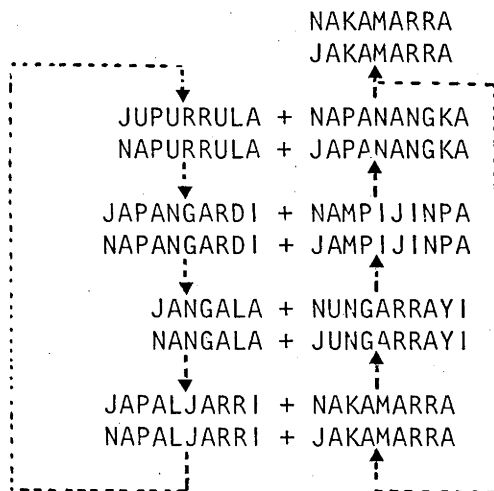 NAKAMARRA
JAKAMARRA
JUPURRULA + NAPANANGKA
NAPURRULA + JAPANANGKA
JAPANGARDI + NAMPIJINPA
NAPANGARDI + JAMPIJINPA
JANGALA + NUNGARRAYI
NANGALA + JUNGARRAYI
JAPALJARRI + NAKAMARRA
NAPALJARRI + JAKAMARRA